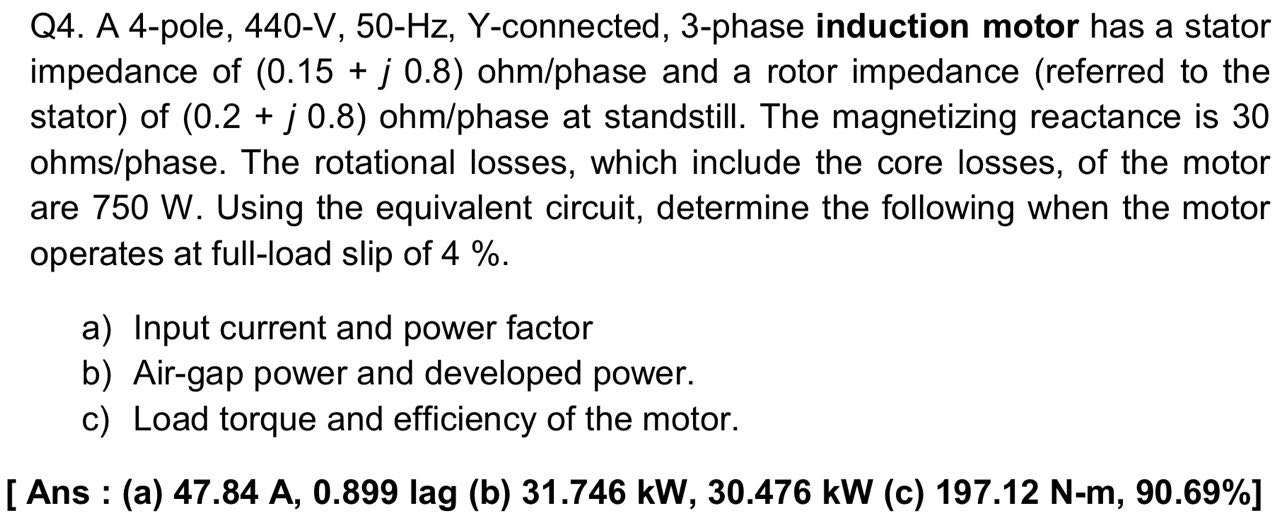 Q4. A 4-pole, 440-V, 50-Hz, Y-connected, 3-phase induction motor has a stator
impedance of (0.15 + j 0.8) ohm/phase and a rotor impedance (referred to the
stator) of (0.2 + j 0.8) ohm/phase at standstill. The magnetizing reactance is 30
ohms/phase. The rotational losses, which include the core losses, of the motor
are 750 W. Using the equivalent circuit, determine the following when the motor
operates at full-load slip of 4 %.
a) Input current and power factor
b) Air-gap power and developed power.
c) Load torque and efficiency of the motor.
[ Ans : (a) 47.84 A, 0.899 lag (b) 31.746 kW, 30.476 kW (c) 197.12 N-m, 90.69%]